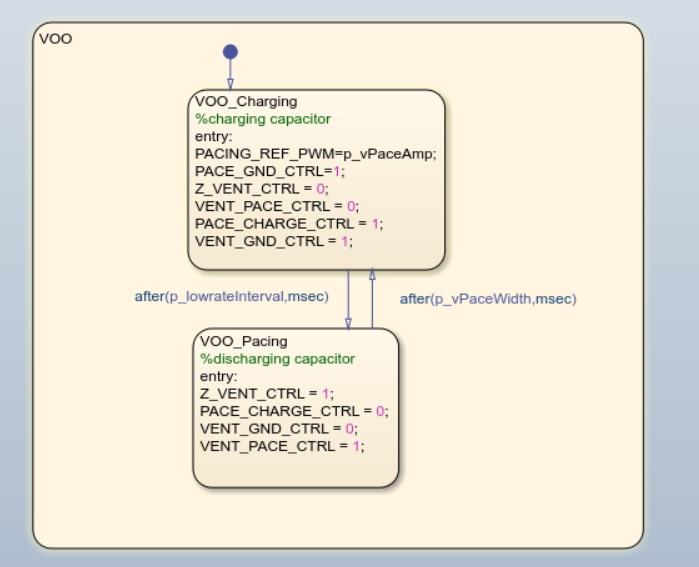 VOO
VOO_Charging
%charging capacitor
entry:
PACING_REF_PWM=p_vPaceAmp;
PACE_GND_CTRL=1;
Z_VENT_CTRL = 0;
VENT_PACE_CTRL = 0;
PACE_CHARGE_CTRL = 1;
VENT_GND_CTRL = 1;
after(p_lowrateInterval,msec)
after(p_vPaceWidth,msec)
VOO_Pacing
%discharging capacitor
entry:
Z_VENT_CTRL = 1;
PACE_CHARGE_CTRL = 0;
VENT_GND_CTRL = 0;
VENT_PACE_CTRL = 1;